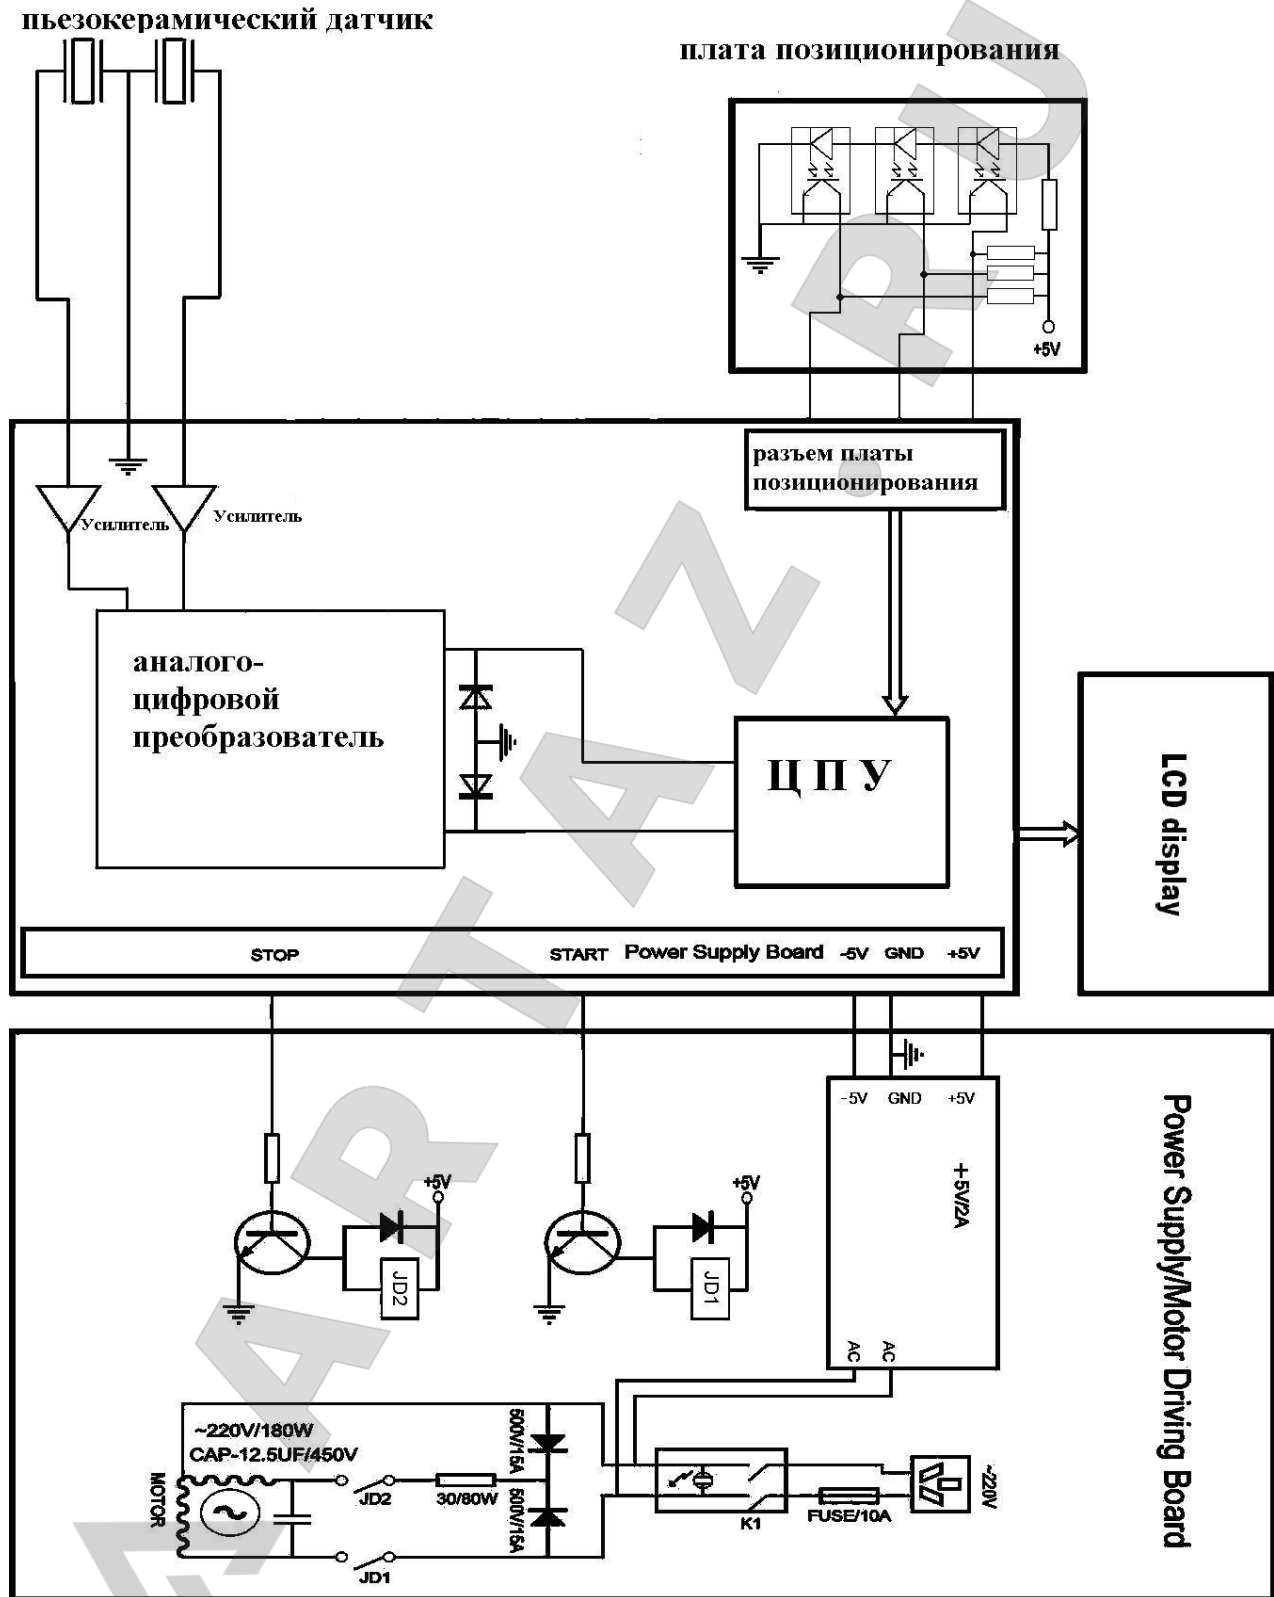 пьезокерамический датчик
плата позиционирования
+5V
разъем платы
позиционирования
Усилитель
Усилитель
аналого-
цифровой
преобразователь
Ц П У
LCD display
STOP
START
Power Supply Board
-5V
GND
+5V
-5V
GND
+5V
+5V/2A
AC
AC
Power Supply/Motor Driving Board
+5V
JD2
+5V
JD1
~220V/180W
CAP-12.5UF/450V
MOTOR
~
JD2
30/80W
500V/15A
500V/15A
JD1
K1
FUSE/10A
~220V
ZARTAZ.RU